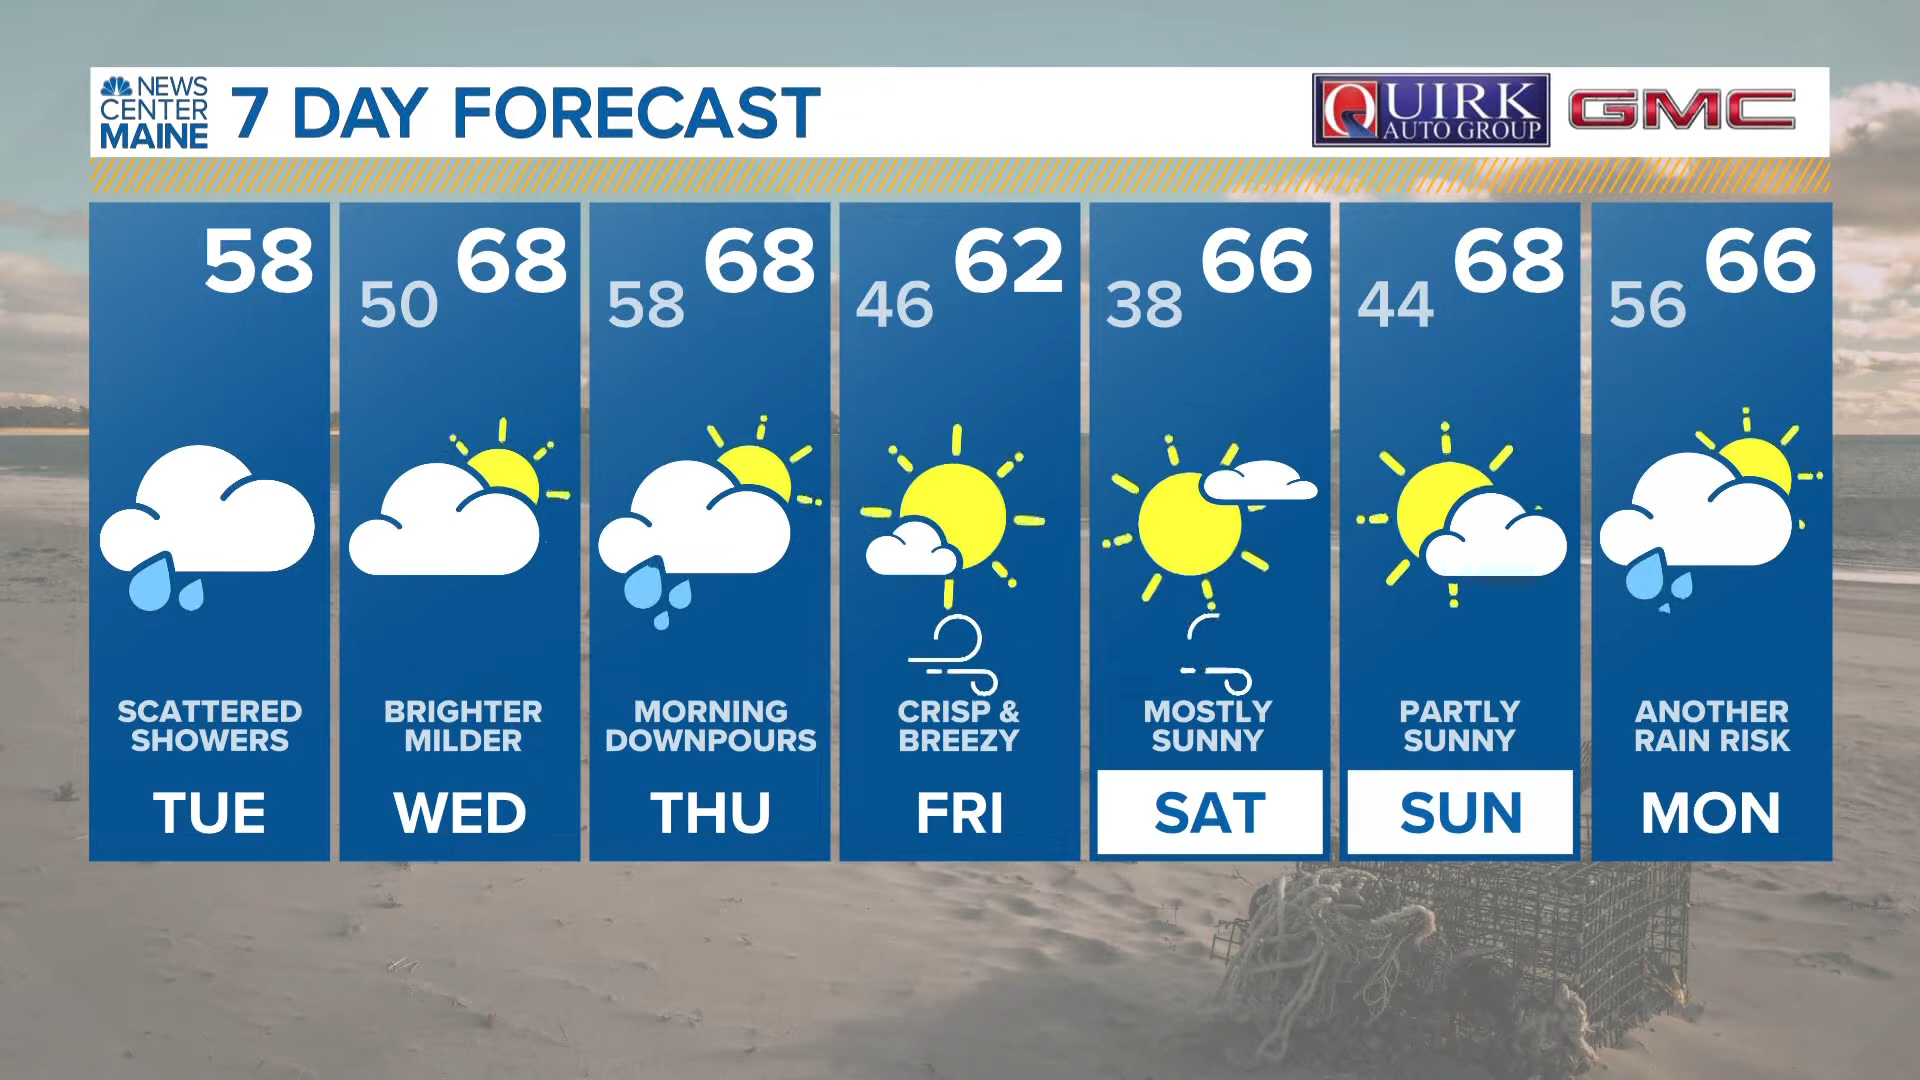 NEWS
CENTER
MAINE
7 DAY FORECAST
QUIRK
AUTO GROUP
GMC
58
50 68
58 68
46 62
38 66
44 68
56 66
SCATTERED
SHOWERS
BRIGHTER
MILDER
MORNING
DOWNPOURS
CRISP &
BREEZY
MOSTLY
SUNNY
PARTLY
SUNNY
ANOTHER
RAIN RISK
TUE
WED
THU
FRI
SAT
SUN
MON